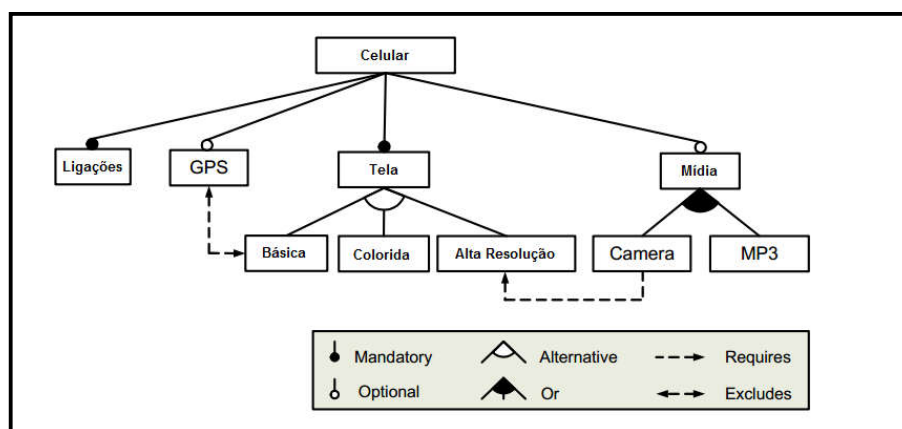 Celular
Ligações GPS Tela Mídia
Básica Colorida Alta Resolução Camera MP3
Mandatory Alternative Requires
Optional Or Excludes